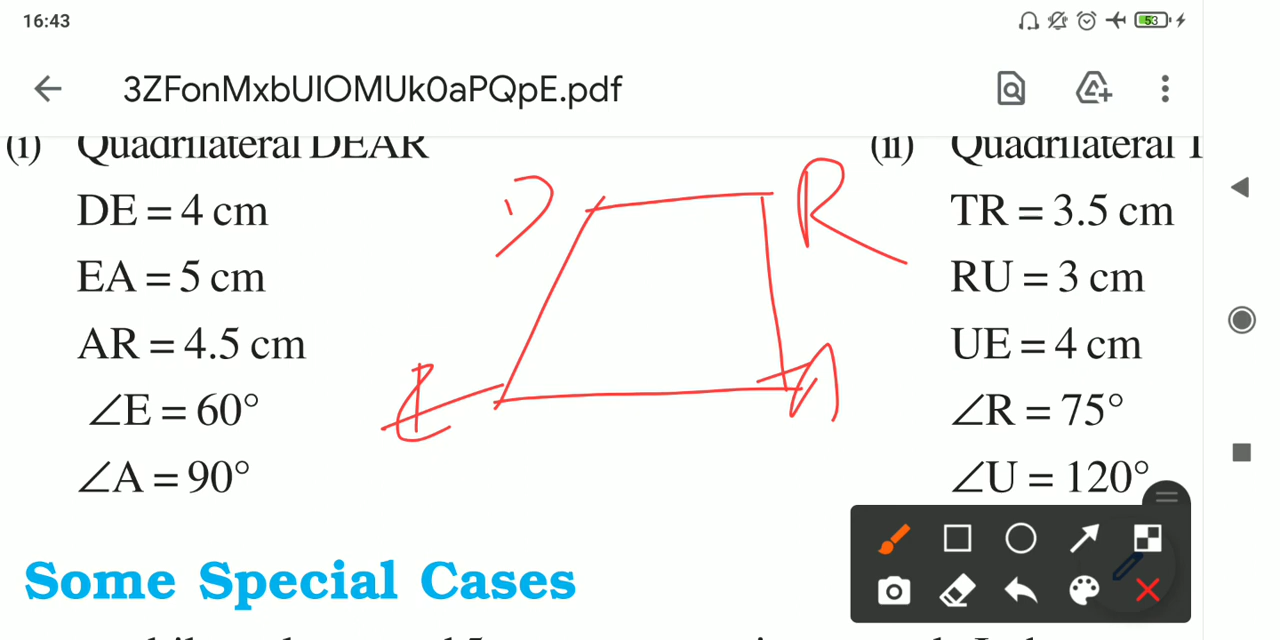 16:43
53
3ZFonMxbUIOMUk0aPQpE.pdf
(i) Quadrilateral DEAR
DE = 4 cm
EA = 5 cm
AR = 4.5 cm
∠E = 60°
∠A = 90°
D
R
E
A
(ii) Quadrilateral
TR = 3.5 cm
RU = 3 cm
UE = 4 cm
∠R = 75°
∠U = 120°
Some Special Cases